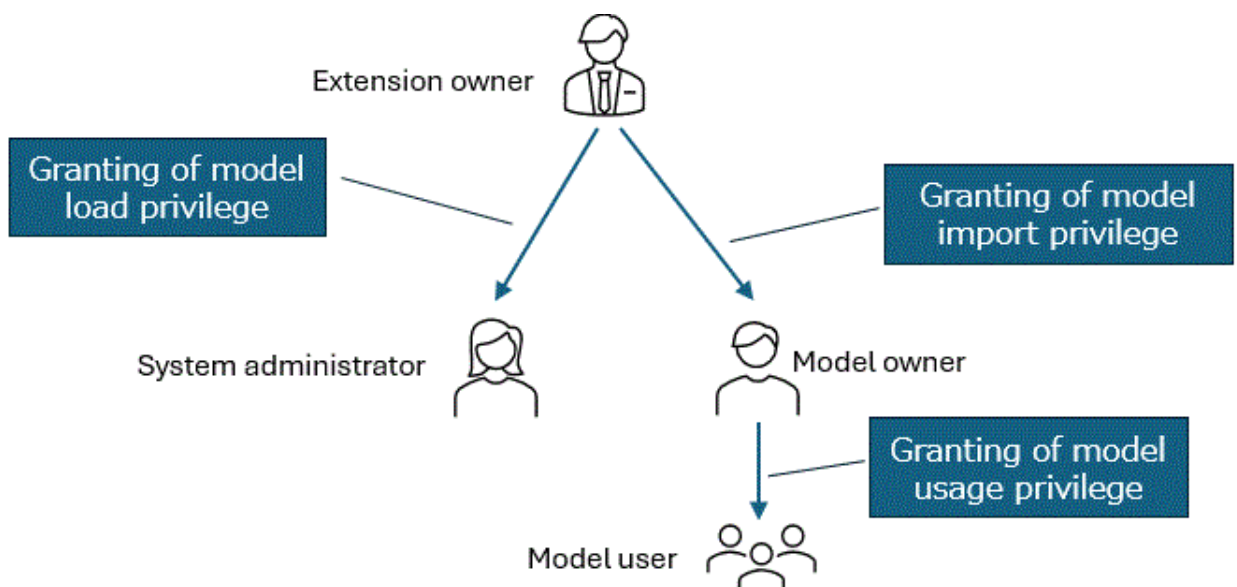 Extension owner
Granting of model
load privilege
Granting of model
import privilege
System administrator
Model owner
Granting of model
usage privilege
Model user